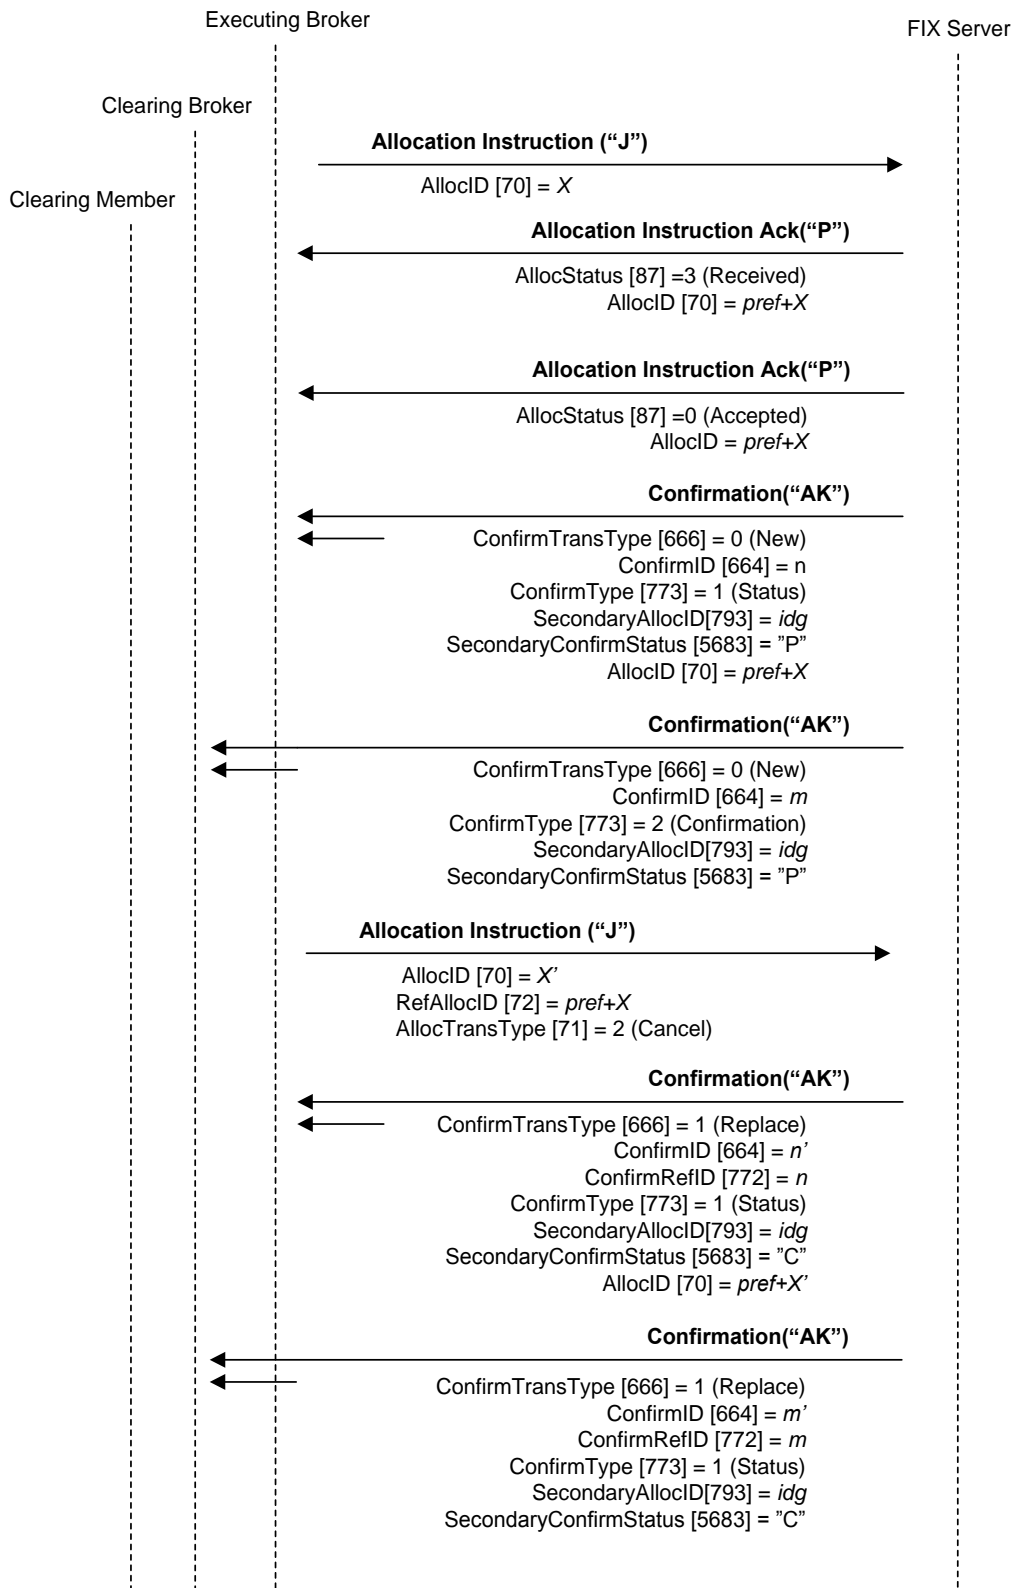 Executing Broker
FIX Server
Clearing Broker
Allocation Instruction (“J”)
AllocID [70] = X
Clearing Member
Allocation Instruction Ack(“P”)
AllocStatus [87] =3 (Received)
AllocID [70] = pref+X
Allocation Instruction Ack(“P”)
AllocStatus [87] =0 (Accepted)
AllocID = pref+X
Confirmation(“AK”)
ConfirmTransType [666] = 0 (New)
ConfirmID [664] = n
ConfirmType [773] = 1 (Status)
SecondaryAllocID[793] = idg
SecondaryConfirmStatus [5683] = ”P”
AllocID [70] = pref+X
Confirmation(“AK”)
ConfirmTransType [666] = 0 (New)
ConfirmID [664] = m
ConfirmType [773] = 2 (Confirmation)
SecondaryAllocID[793] = idg
SecondaryConfirmStatus [5683] = ”P”
Allocation Instruction (“J”)
AllocID [70] = X’
RefAllocID [72] = pref+X
AllocTransType [71] = 2 (Cancel)
Confirmation(“AK”)
ConfirmTransType [666] = 1 (Replace)
ConfirmID [664] = n’
ConfirmRefID [772] = n
ConfirmType [773] = 1 (Status)
SecondaryAllocID[793] = idg
SecondaryConfirmStatus [5683] = ”C”
AllocID [70] = pref+X’
Confirmation(“AK”)
ConfirmTransType [666] = 1 (Replace)
ConfirmID [664] = m’
ConfirmRefID [772] = m
ConfirmType [773] = 1 (Status)
SecondaryAllocID[793] = idg
SecondaryConfirmStatus [5683] = ”C”